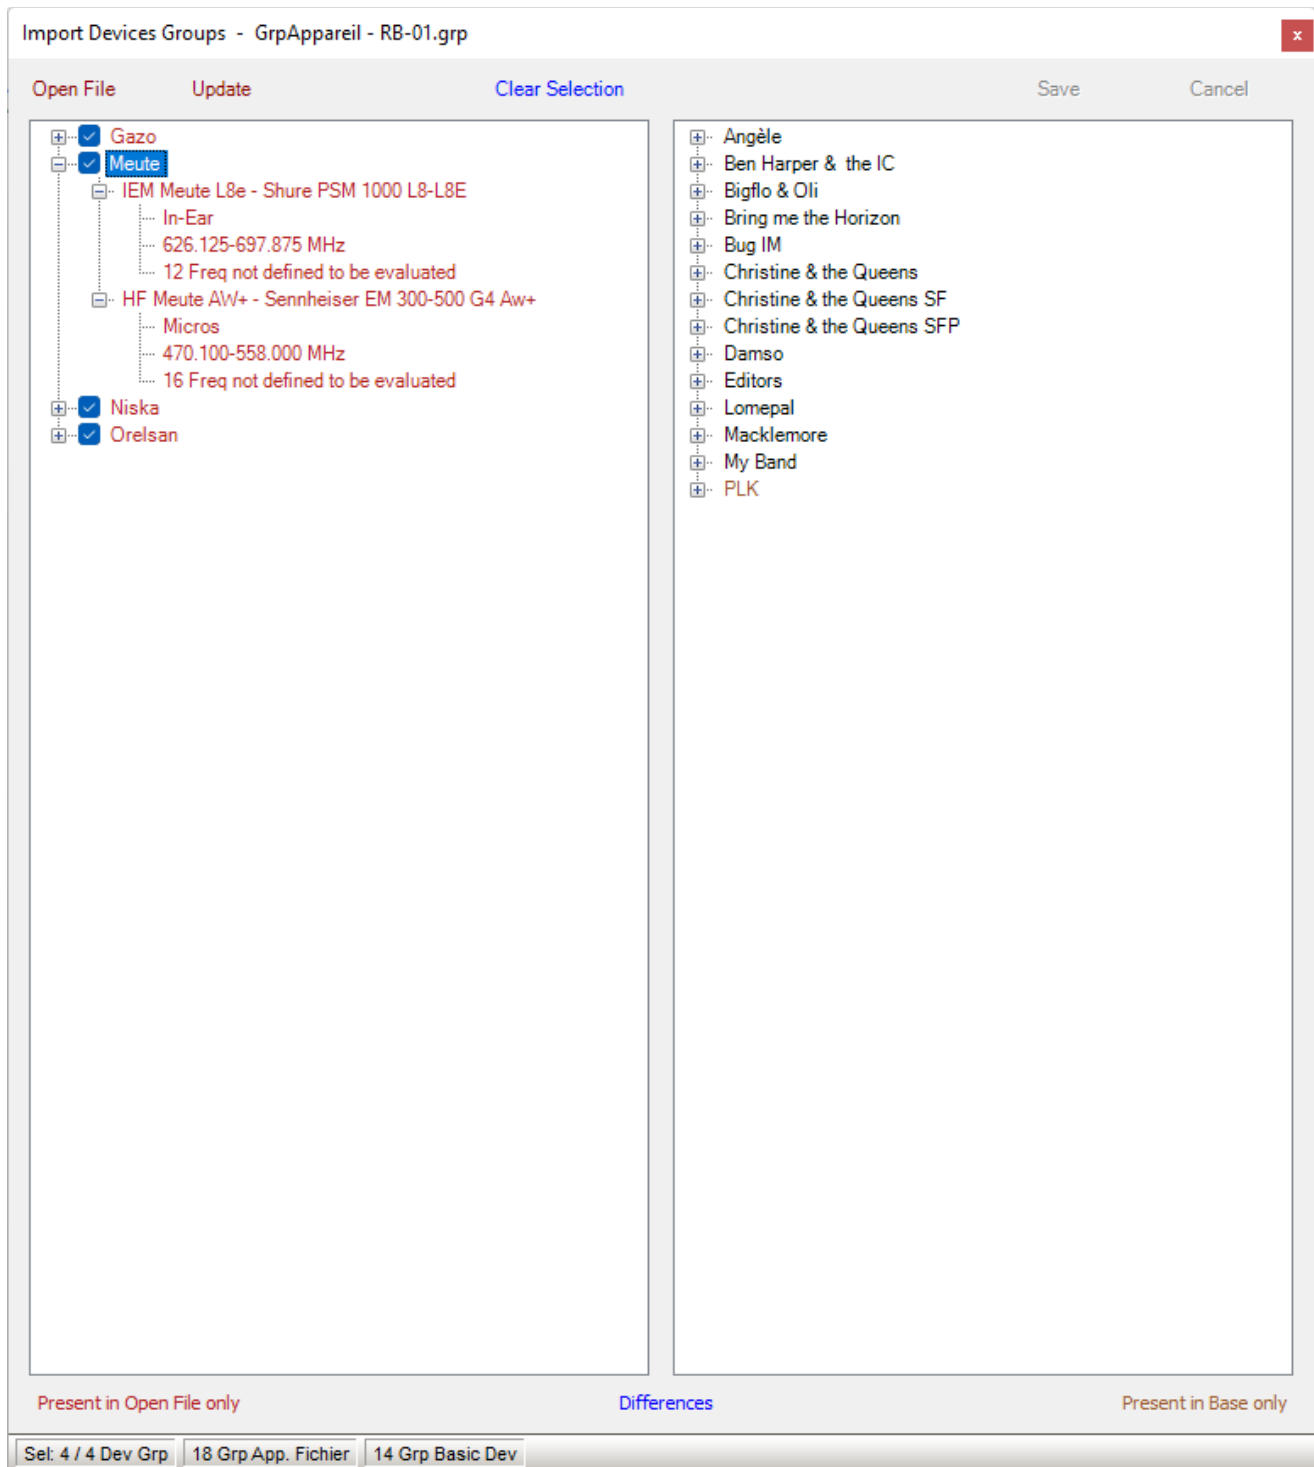 Import Devices Groups - GrpAppareil - RB-01.grp
x
Open File Update Clear Selection Save Cancel
Gazo
Meute
IEM Meute L8e - Shure PSM 1000 L8-L8E
In-Ear
626.125-697.875 MHz
12 Freq not defined to be evaluated
HF Meute AW+ - Sennheiser EM 300-500 G4 Aw+
Micros
470.100-558.000 MHz
16 Freq not defined to be evaluated
Niska
Orelsan
Angèle
Ben Harper & the IC
Bigflo & Oli
Bring me the Horizon
Bug IM
Christine & the Queens
Christine & the Queens SF
Christine & the Queens SFP
Damso
Editors
Lomepal
Macklemore
My Band
PLK
Present in Open File only Differences Present in Base only
Sel: 4 / 4 Dev Grp 18 Grp App. Fichier 14 Grp Basic Dev